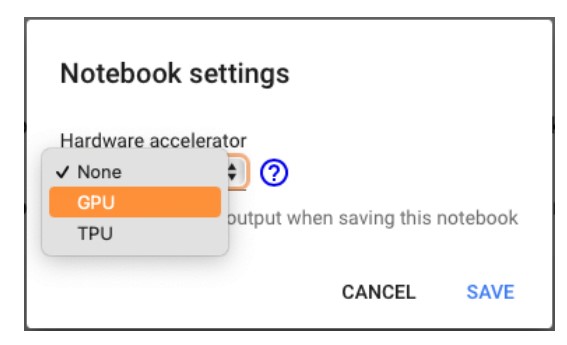 Notebook settings
Hardware accelerator
✓ None
GPU
TPU
output when saving this notebook
CANCEL SAVE